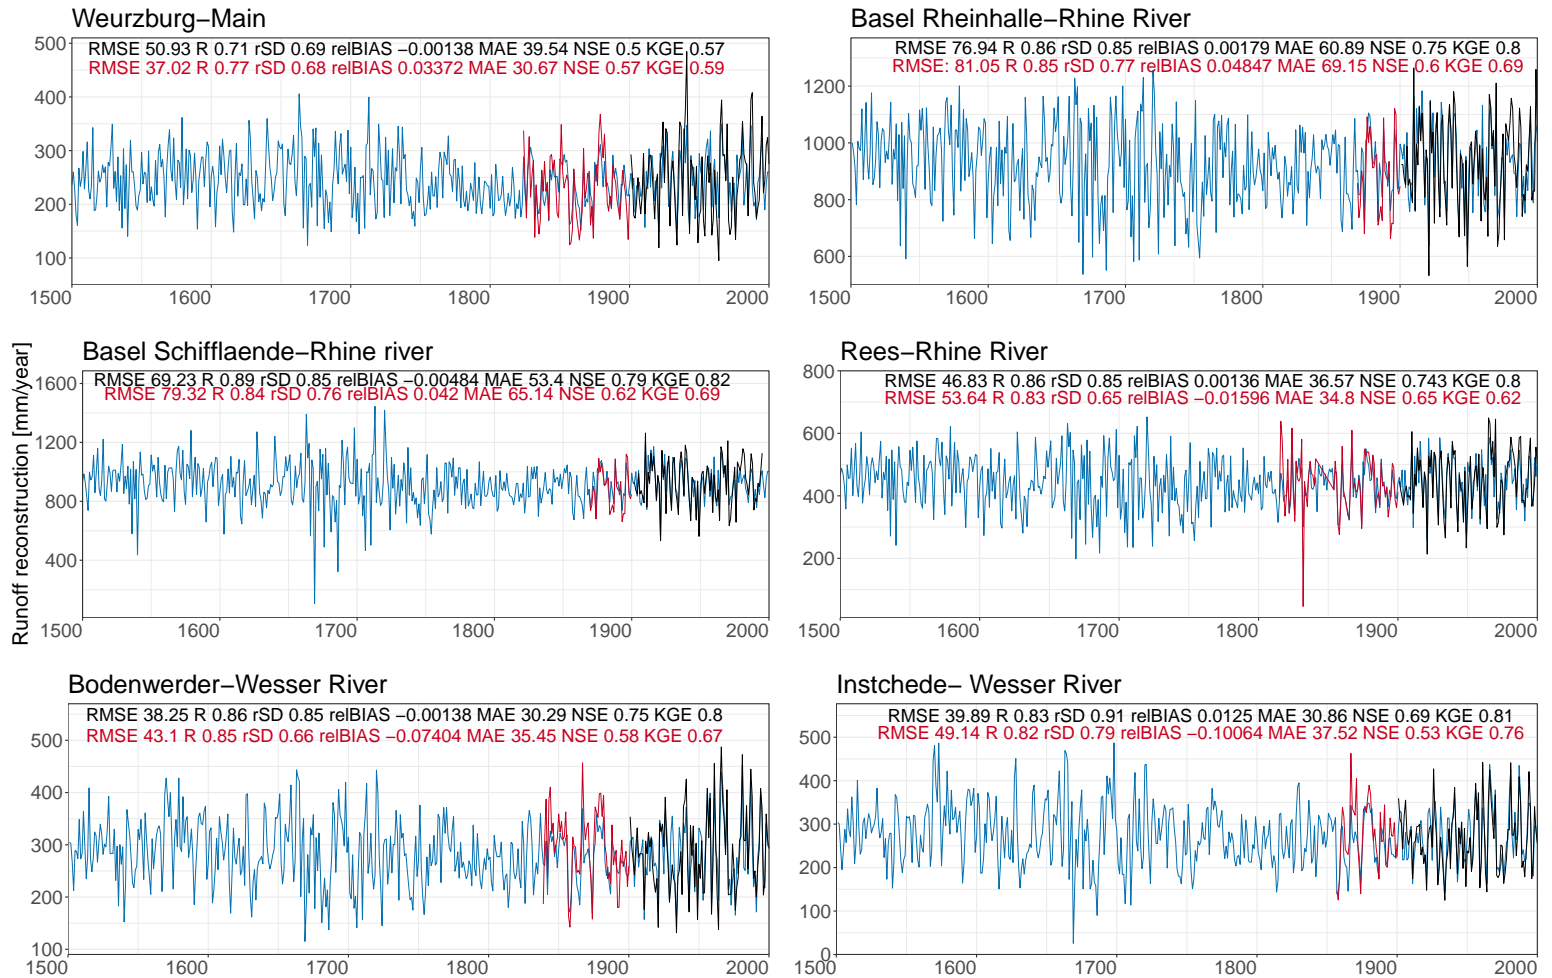 Runoff reconstruction [mm/year]
Weurzburg−Main
RMSE 50.93 R 0.71 rSD 0.69 relBIAS −0.00138 MAE 39.54 NSE 0.5 KGE 0.57
RMSE 37.02 R 0.77 rSD 0.68 relBIAS 0.03372 MAE 30.67 NSE 0.57 KGE 0.59
500
400
300
200
100
1500 1600 1700 1800 1900 2000
Basel Rheinhalle−Rhine River
RMSE 76.94 R 0.86 rSD 0.85 relBIAS 0.00179 MAE 60.89 NSE 0.75 KGE 0.8
RMSE: 81.05 R 0.85 rSD 0.77 relBIAS 0.04847 MAE 69.15 NSE 0.6 KGE 0.69
1200
1000
800
600
1500 1600 1700 1800 1900 2000
Basel Schifflaende−Rhine river
RMSE 69.23 R 0.89 rSD 0.85 relBIAS −0.00484 MAE 53.4 NSE 0.79 KGE 0.82
RMSE 79.32 R 0.84 rSD 0.76 relBIAS 0.042 MAE 65.14 NSE 0.62 KGE 0.69
1600
1200
800
400
1500 1600 1700 1800 1900 2000
Rees−Rhine River
RMSE 46.83 R 0.86 rSD 0.85 relBIAS 0.00136 MAE 36.57 NSE 0.743 KGE 0.8
RMSE 53.64 R 0.83 rSD 0.65 relBIAS −0.01596 MAE 34.8 NSE 0.65 KGE 0.62
800
600
400
200
1500 1600 1700 1800 1900 2000
Bodenwerder−Wesser River
RMSE 38.25 R 0.86 rSD 0.85 relBIAS −0.00138 MAE 30.29 NSE 0.75 KGE 0.8
RMSE 43.1 R 0.85 rSD 0.66 relBIAS −0.07404 MAE 35.45 NSE 0.58 KGE 0.67
500
400
300
200
100
1500 1600 1700 1800 1900 2000
Instchede− Wesser River
RMSE 39.89 R 0.83 rSD 0.91 relBIAS 0.0125 MAE 30.86 NSE 0.69 KGE 0.81
RMSE 49.14 R 0.82 rSD 0.79 relBIAS −0.10064 MAE 37.52 NSE 0.53 KGE 0.76
500
400
300
200
100
0
1500 1600 1700 1800 1900 2000